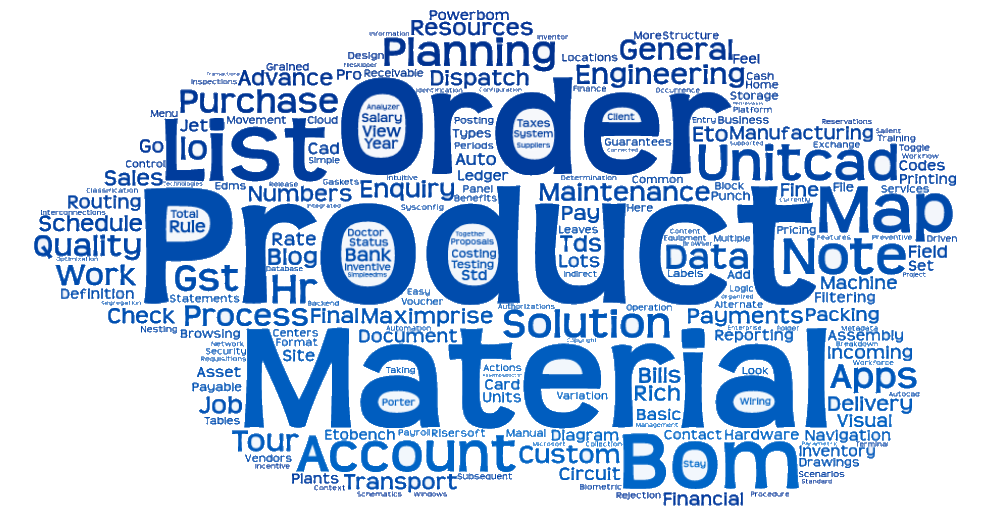 Powerbom
Information Resources Inventor
Planning MoreStructure
Design General Feel
Locations
Grained Pro Receivable Dispatch Engineering Cash
Transactions Advance Home
Inspections Identification Configuration Finance Occurrence Storage
Purchase Order Platform
Analyzer
Menu Movement Cloud Salary Posting Taxes Client Entry Business
Jet View Types System Eto Manufacturing Reservations
List Year Periods Suppliers Guarantees Supported Training
Go Io Cad Auto Connected Unitcad Exchange Toggle
Control Simple Ledger Workflow
Sales Technologies Gaskets Intuitive Determination Common Codes
Classification Edms Release Enquiry Panel Maintenance Block Fine File Printing
Routing Numbers Integrated Benefits Punch Currently Services
Interconnections Sysconfig Here Map
Schedule Total Product Pay
Rule Rate Doctor Together Leaves Content Pricing Features Preventive Driven
Quality Blog Status Proposals Tds Equipment Multiple Note Field
Optimization Database Bank Costing Lots Browser Data Set
Work Gst Inventive Testing Indirect Labels Add Project
Hr Simpleedms Std Logic Machine
Definition Statements Easy Organized Filtering
Segregation Backend Voucher Authorizations Operation Alternate
Check Process Final Maximprise Solution Payments Packing
Nesting Browsing Centers Automation Enterprise Folder Metadata
Network Format Document Copyright Reporting Assembly
Security Site Breakdown
Requisitions Material Incoming
Asset Taking Actions Look Workforce
Payable Card Bills Apps
Job Porter Units Variation Rich Wiring Autocad
Tables Basic Delivery
Management Visual
Tour Etobench Payroll Risersoft Manual Diagram Contact Hardware Navigation
Vendors Account Microsoft Collection Bom Parametric Terminal
Incentive Custom Stay Inventory
Plants Transport Subsequent Circuit Drawings
Context Biometric Scenarios
Schematics Windows Rejection Financial Procedure Standard